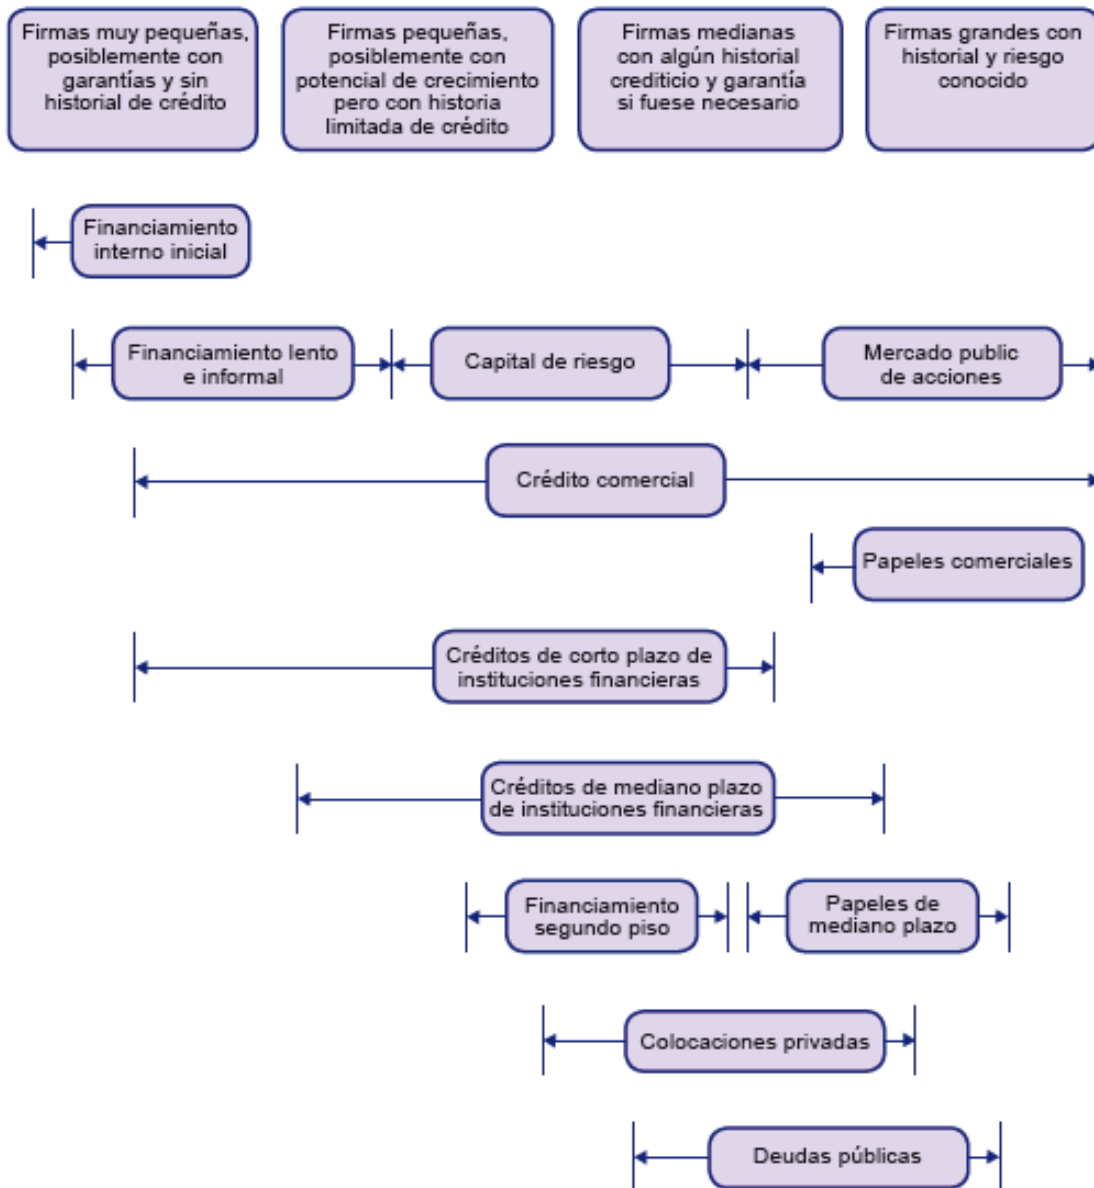 Firmas muy pequeñas,
posiblemente con
garantías y sin
historial de crédito
Firmas pequeñas,
posiblemente con
potencial de crecimiento
pero con historia
limitada de crédito
Firmas medianas
con algún historial
crediticio y garantía
si fuese necesario
Firmas grandes con
historial y riesgo
conocido
Financiamiento
interno inicial
Financiamiento lento
e informal
Capital de riesgo
Mercado public
de acciones
Crédito comercial
Papeles comerciales
Créditos de corto plazo de
instituciones financieras
Créditos de mediano plazo
de instituciones financieras
Financiamiento
segundo piso
Papeles de
mediano plazo
Colocaciones privadas
Deudas públicas